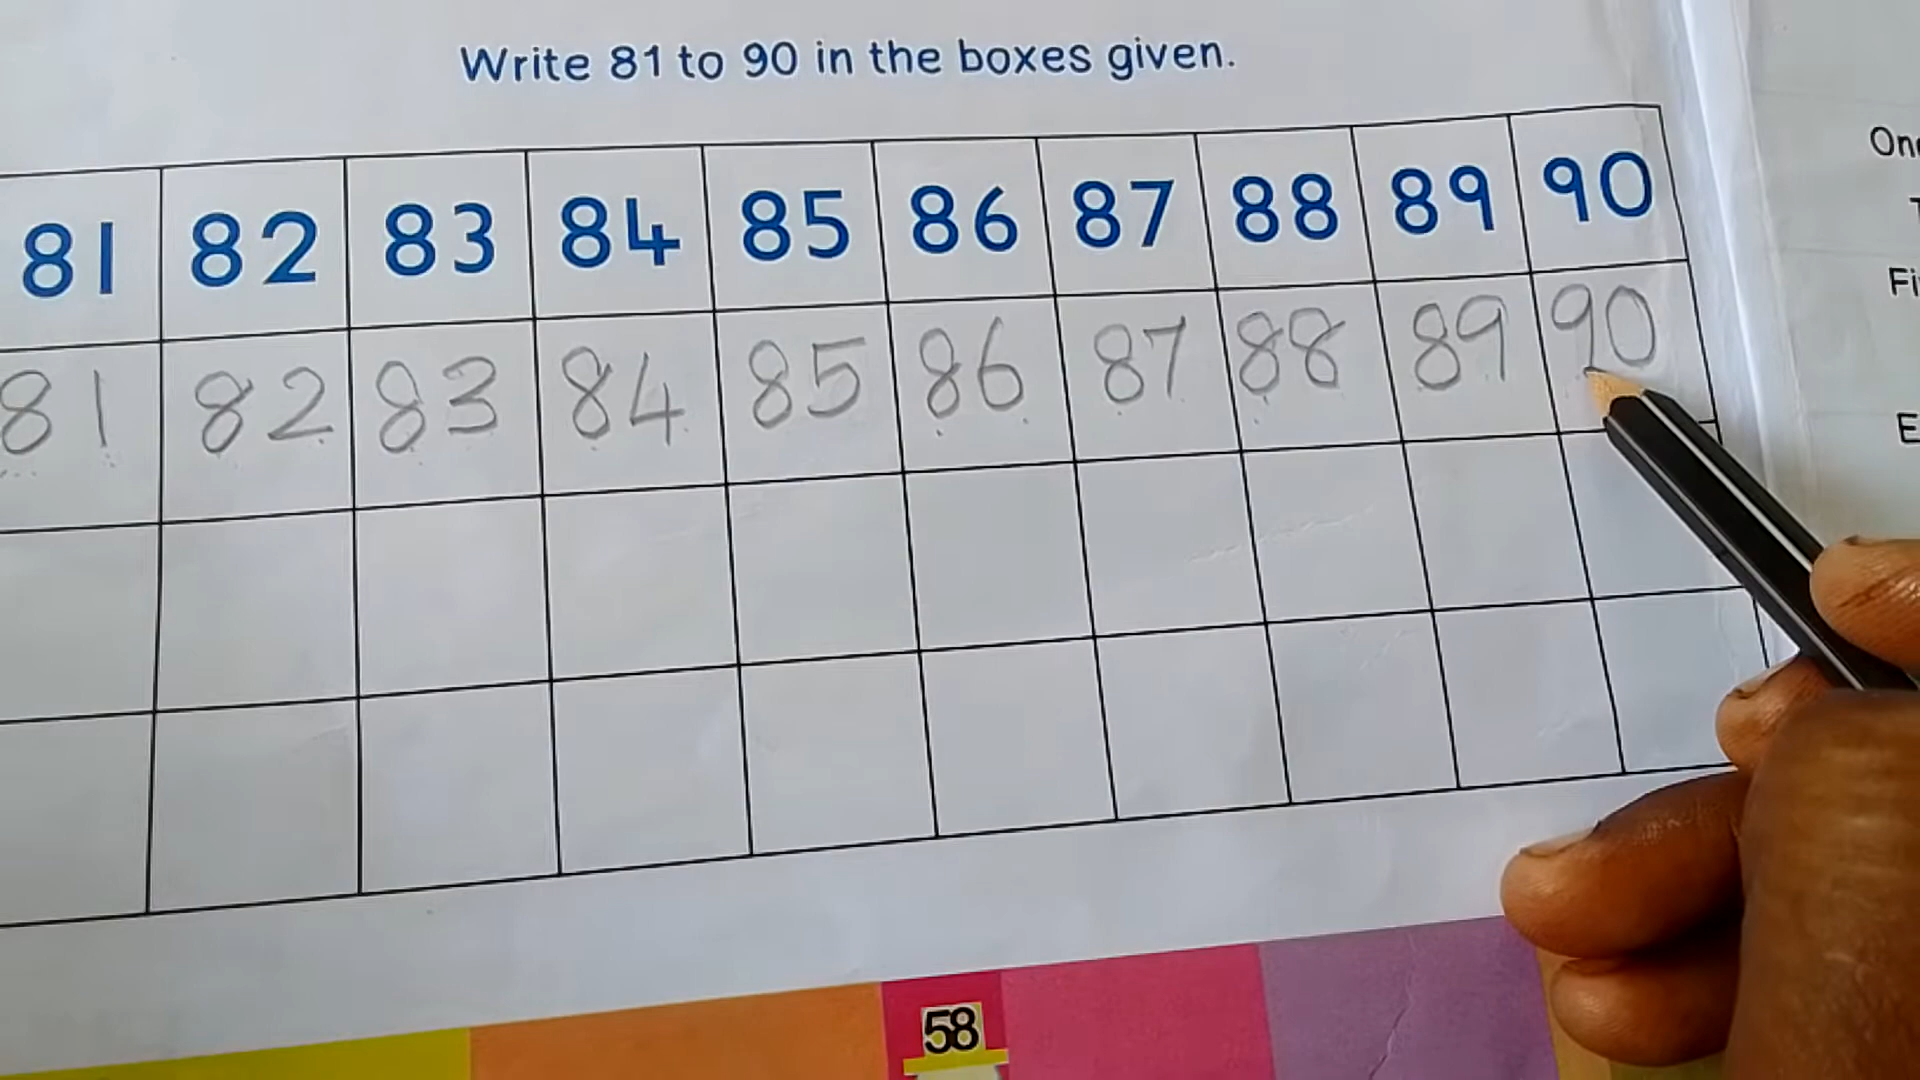 Write 81 to 90 in the boxes given.
81 82 83 84 85 86 87 88 89 90
81 82 83 84 85 86 87 88 89 90
58